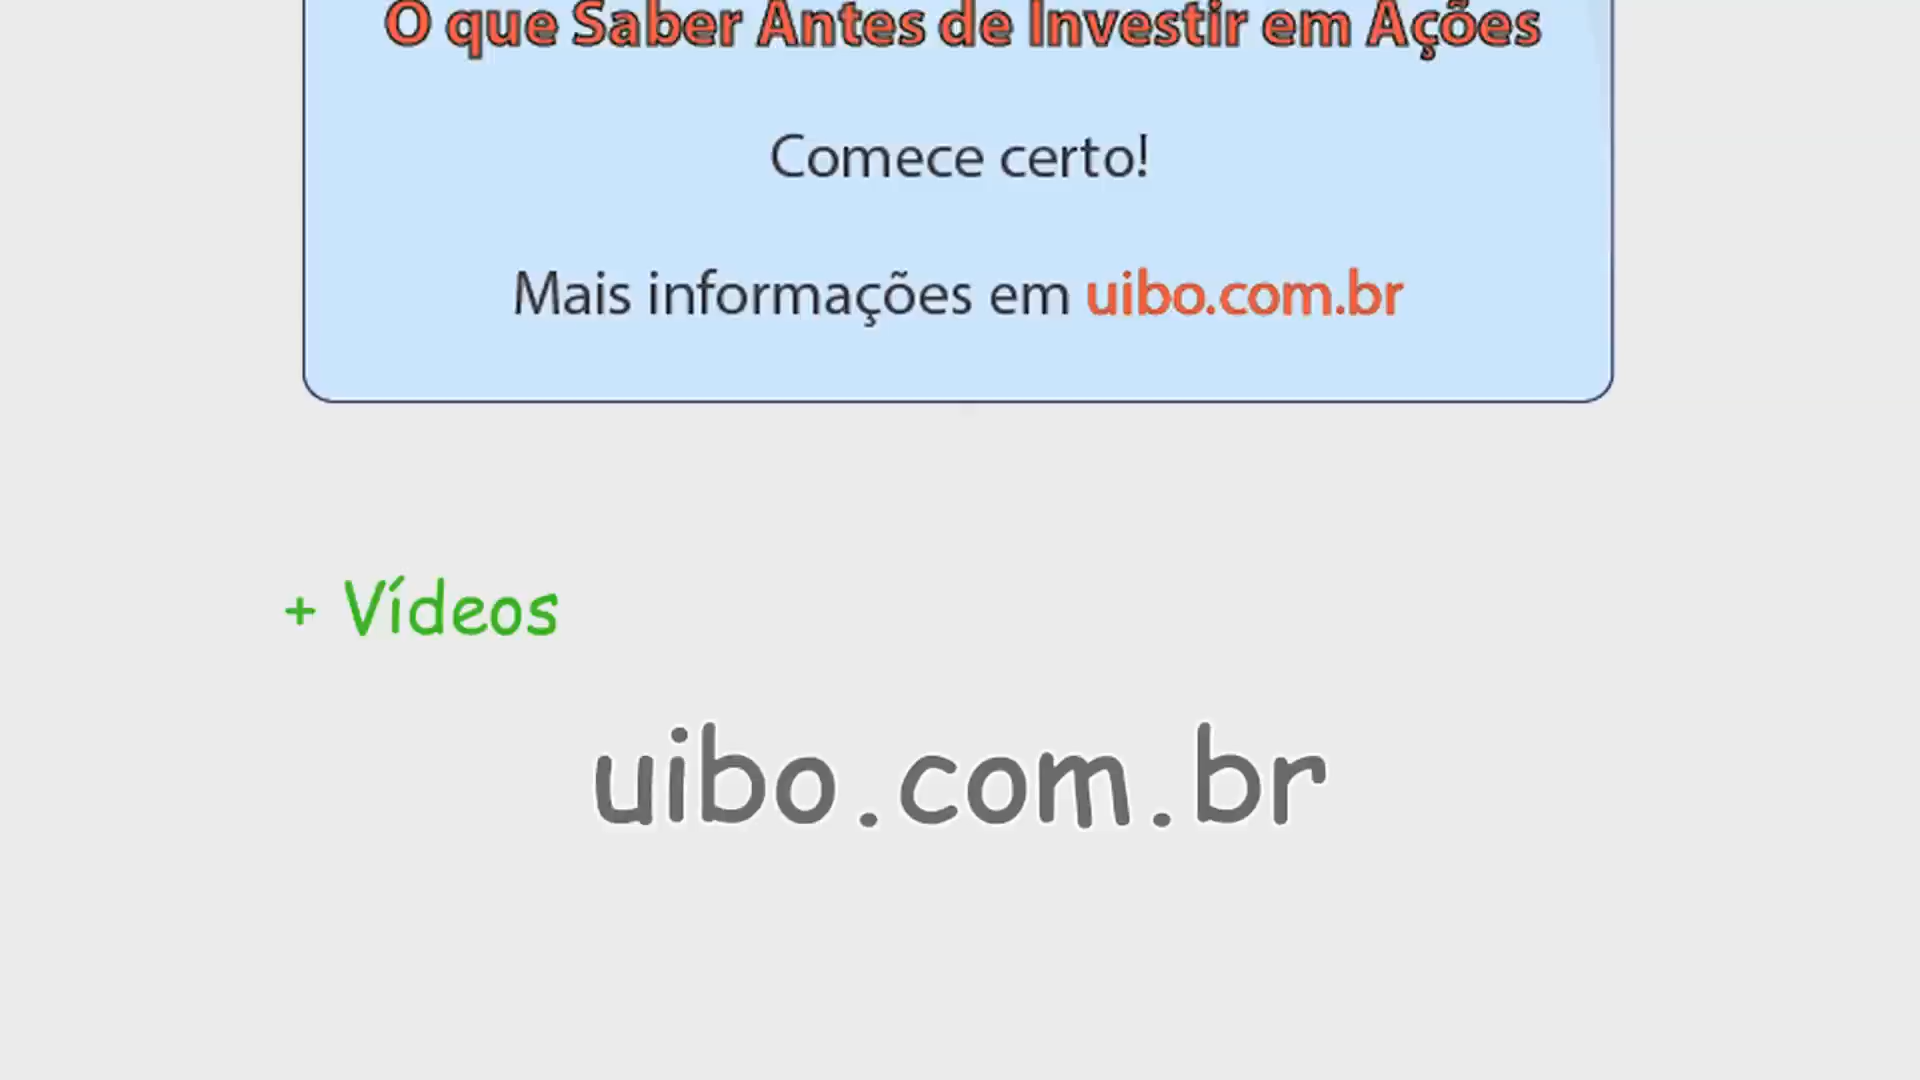 O que Saber Antes de Investir em Ações
Comece certo!
Mais informações em uibo.com.br
+ Vídeos
uibo.com.br